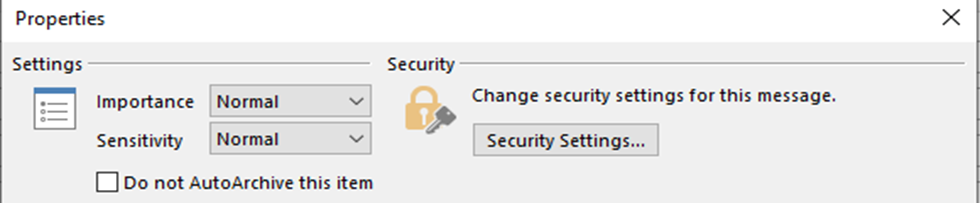 Properties
Settings
Security
Importance Normal
Change security settings for this message.
Sensitivity Normal
Security Settings...
Do not AutoArchive this item